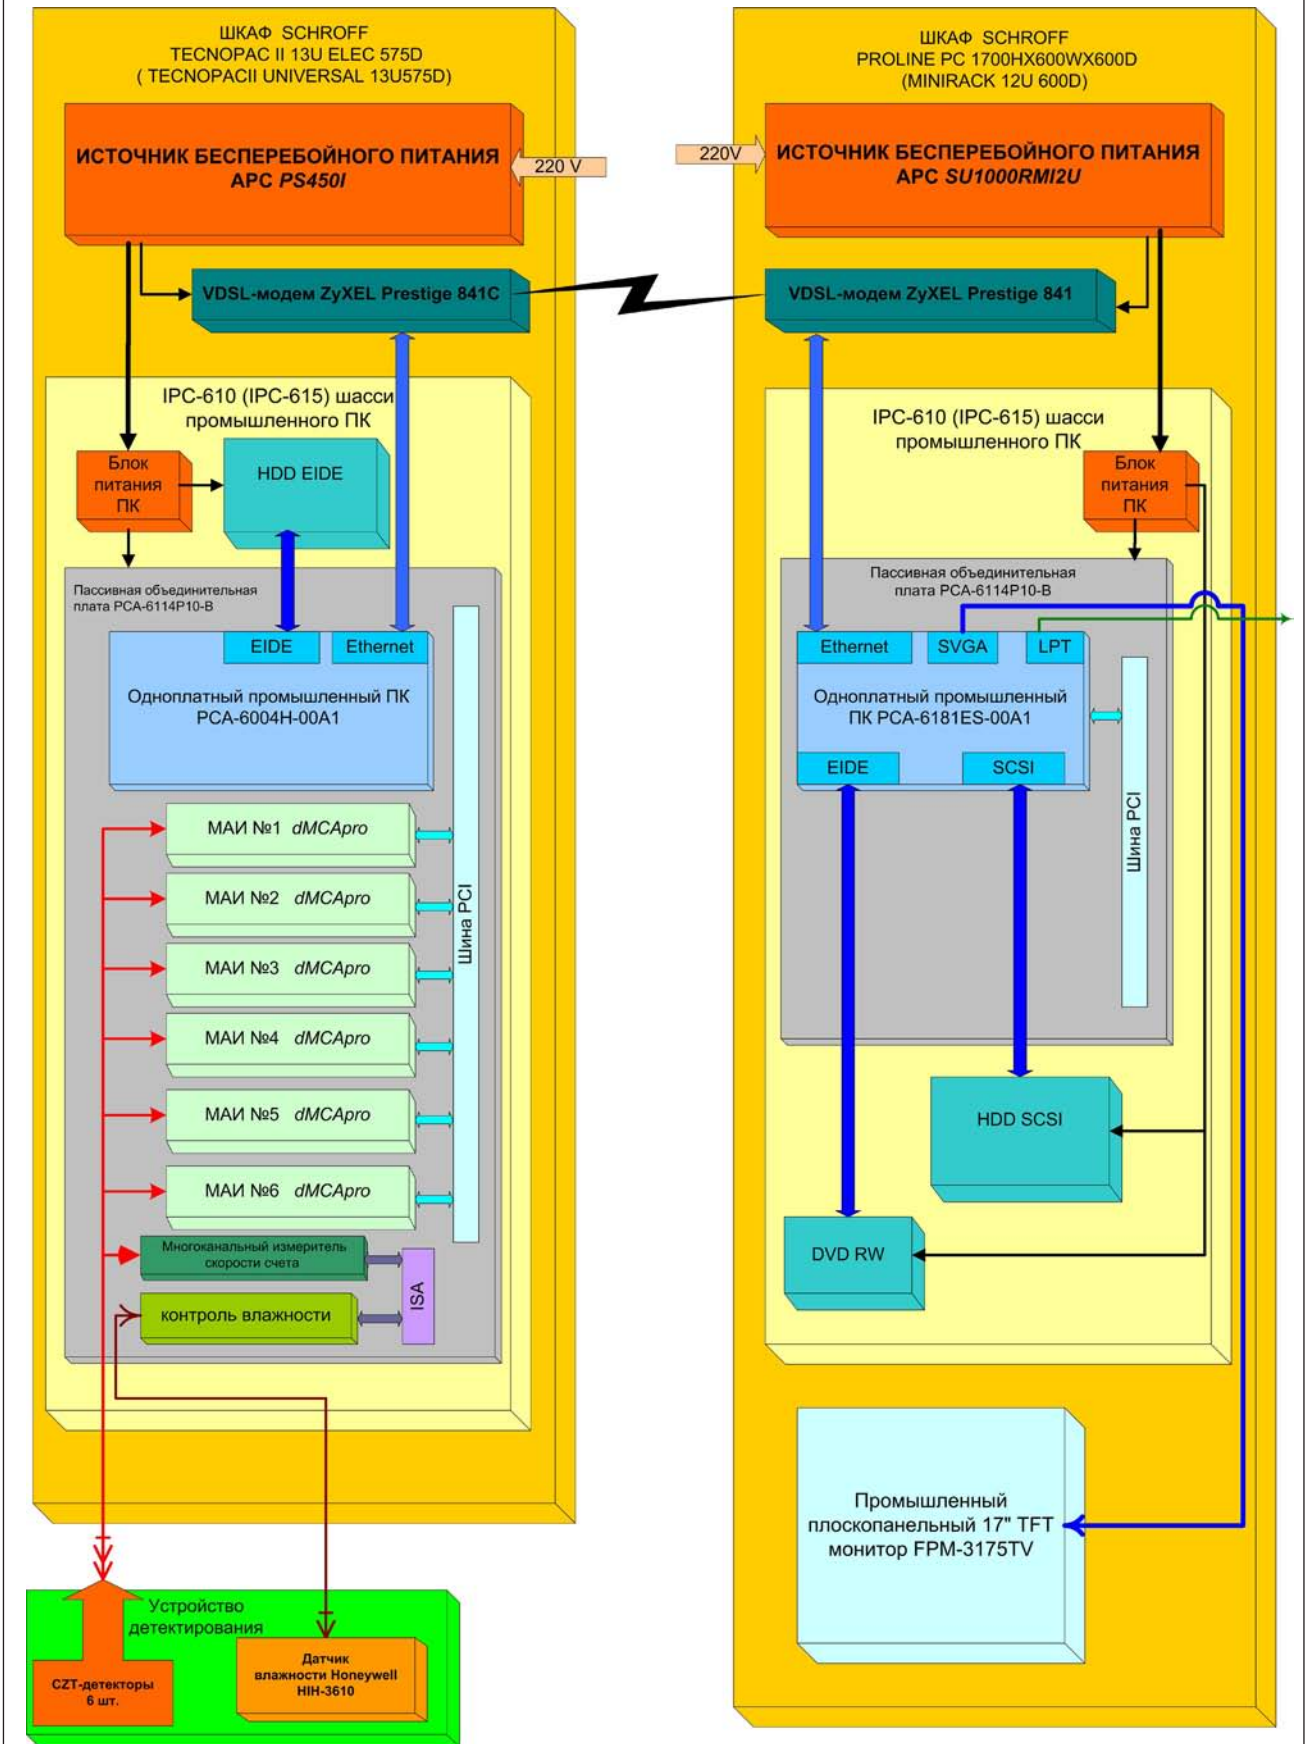 ШКАФ SCHROFF
TECNOPAC II 13U ELEC 575D
( TECNOPACII UNIVERSAL 13U575D)
ИСТОЧНИК БЕСПЕРЕБОЙНОГО ПИТАНИЯ
APC PS450I
220 V
VDSL-модем ZyXEL Prestige 841C
IPC-610 (IPC-615) шасси
промышленного ПК
Блок
питания
ПК
HDD EIDE
Пассивная объединительная
плата PCA-6114P10-B
EIDE
Ethernet
Одноплатный промышленный ПК
PCA-6004H-00A1
МАИ №1 dMCApro
МАИ №2 dMCApro
МАИ №3 dMCApro
МАИ №4 dMCApro
МАИ №5 dMCApro
МАИ №6 dMCApro
Шина PCI
Многоканальный измеритель
скорости счета
контроль влажности
ISA
Устройство
детектирования
CZT-детекторы
6 шт.
Датчик
влажности Honeywell
HIH-3610
ШКАФ SCHROFF
PROLINE PC 1700HX600WX600D
(MINIRACK 12U 600D)
220V
ИСТОЧНИК БЕСПЕРЕБОЙНОГО ПИТАНИЯ
APC SU1000RMI2U
VDSL-модем ZyXEL Prestige 841
IPC-610 (IPC-615) шасси
промышленного ПК
Блок
питания
ПК
Пассивная объединительная
плата PCA-6114P10-B
Ethernet
SVGA
LPT
Одноплатный промышленный
ПК PCA-6181ES-00A1
EIDE
SCSI
Шина PCI
HDD SCSI
DVD RW
Промышленный
плоскопанельный 17" TFT
монитор FPM-3175TV